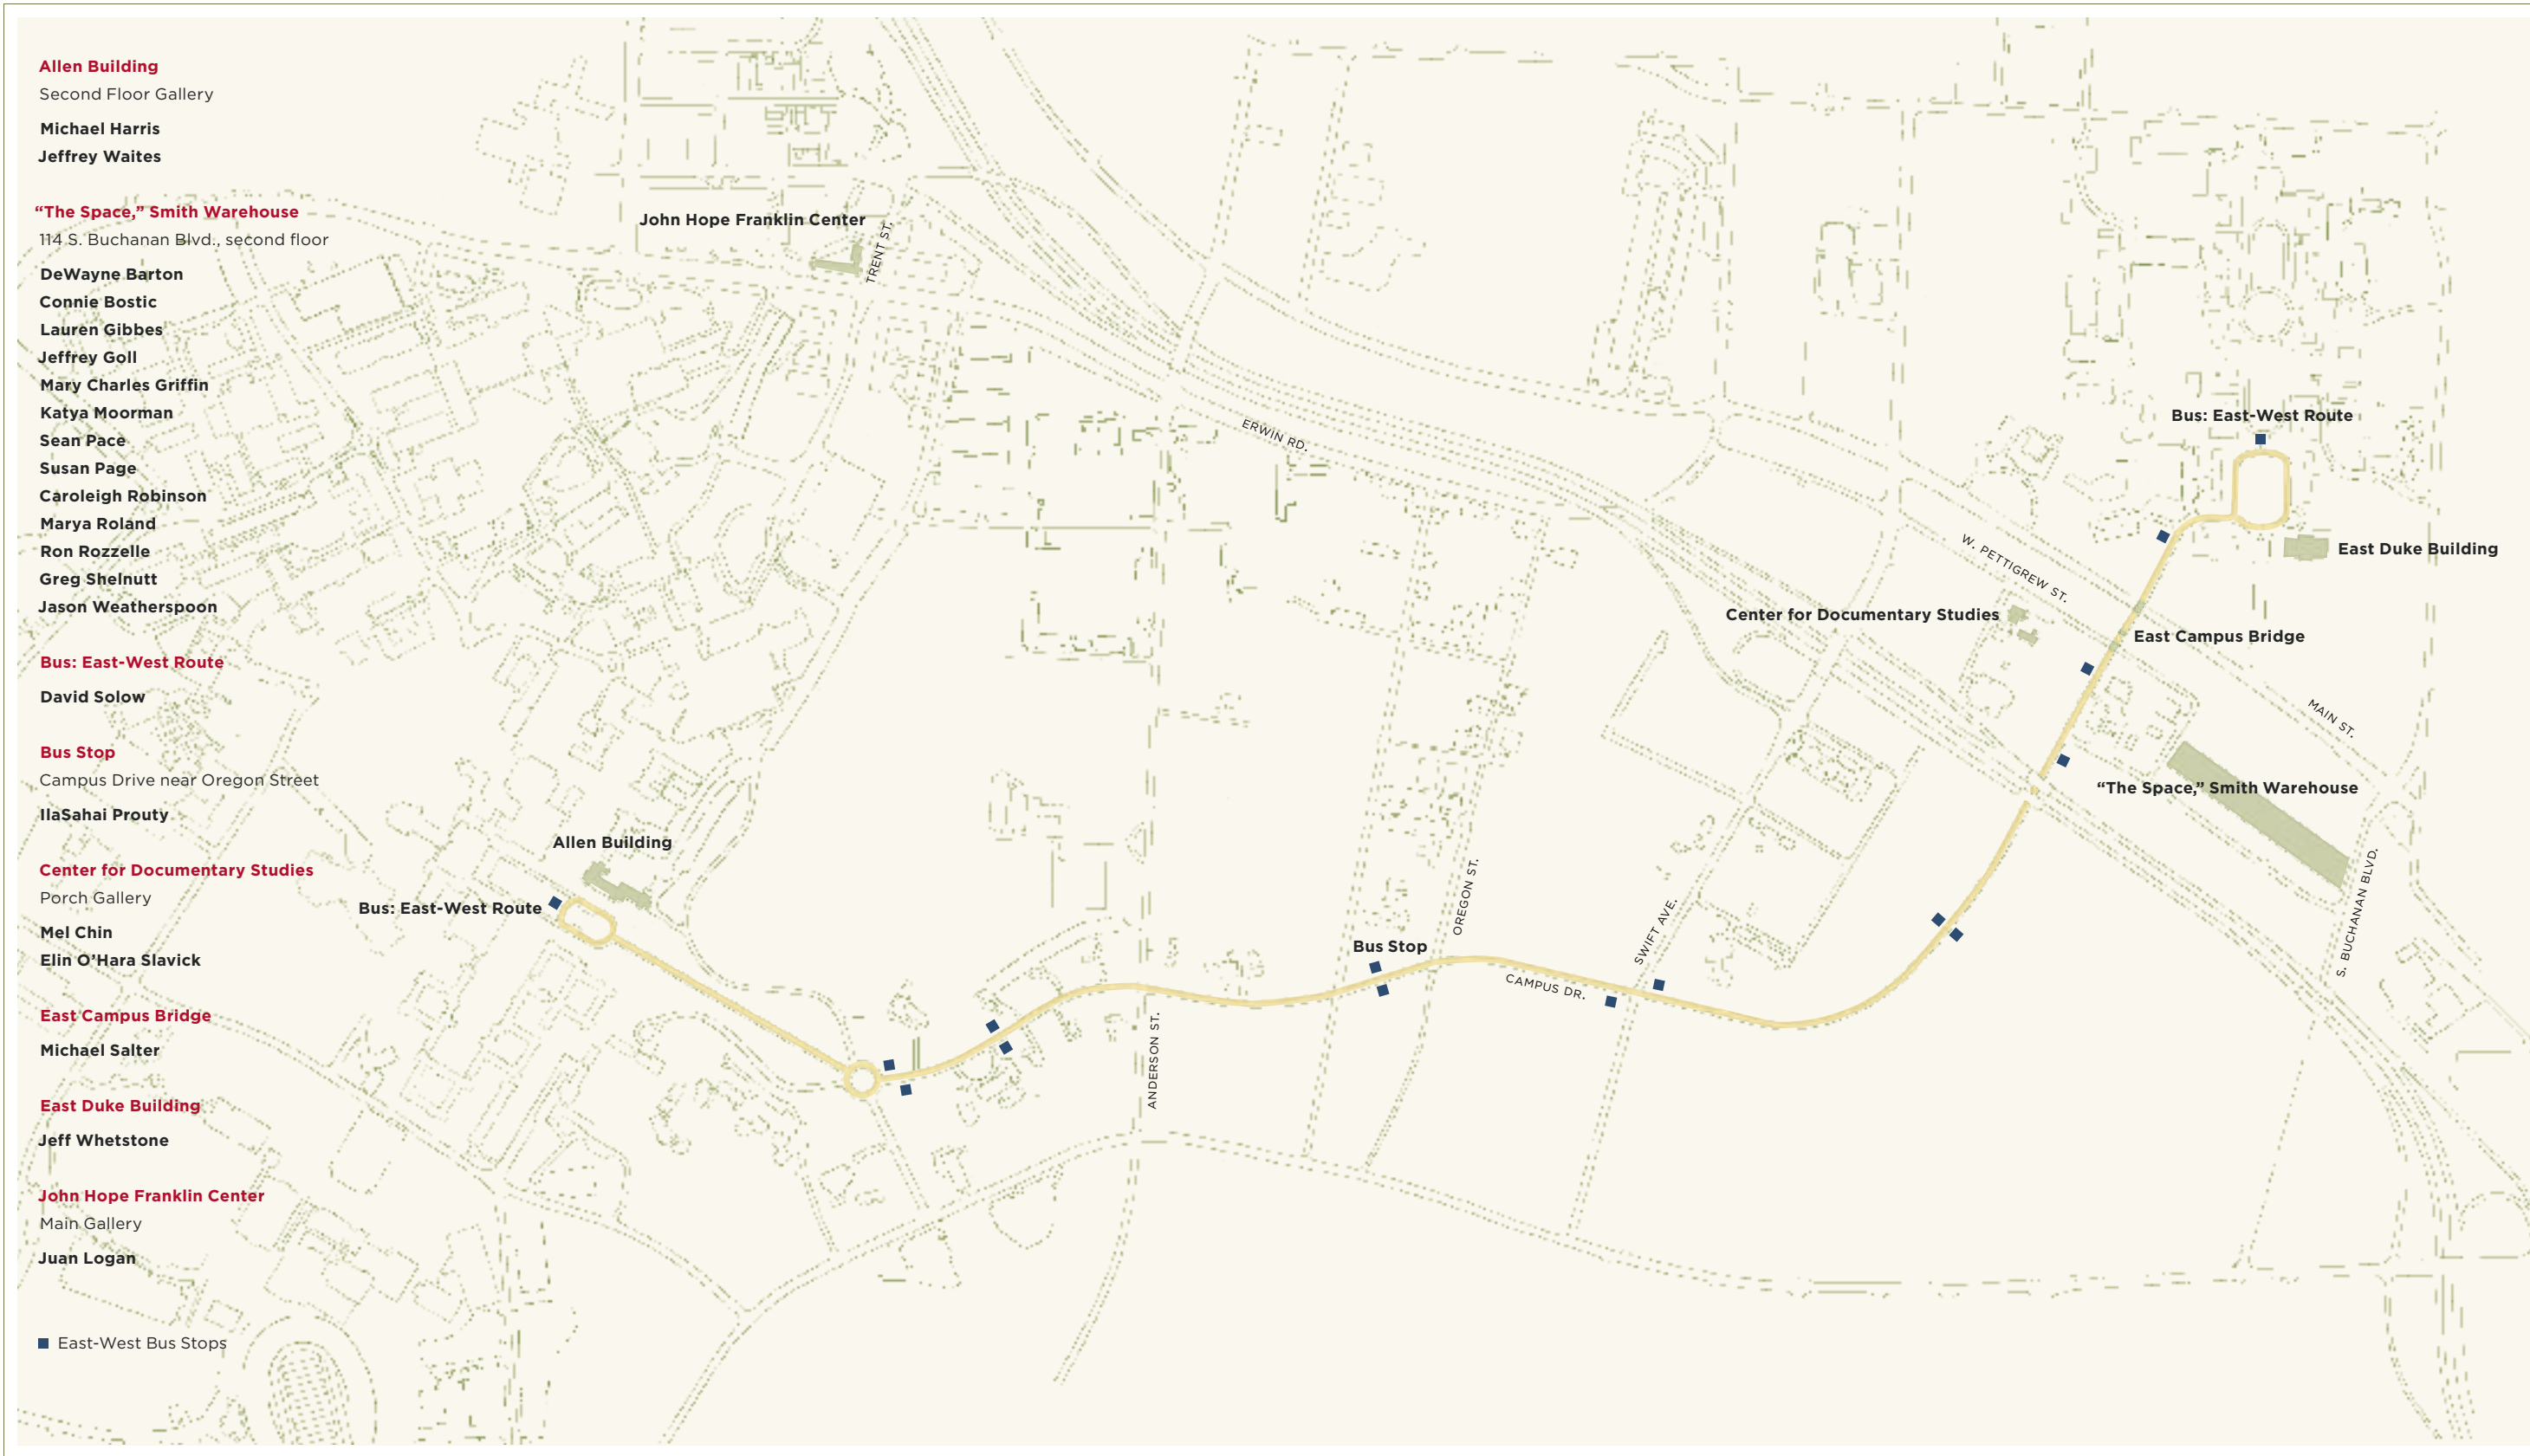 Allen Building
Second Floor Gallery
Michael Harris
Jeffrey Waites
“The Space,” Smith Warehouse
114 S. Buchanan Blvd., second floor
DeWayne Barton
Connie Bostic
Lauren Gibbes
Jeffrey Goll
Mary Charles Griffin
Katya Moorman
Sean Pace
Susan Page
Caroleigh Robinson
Marya Roland
Ron Rozzelle
Greg Shelnutt
Jason Weatherspoon
Bus: East-West Route
David Solow
Bus Stop
Campus Drive near Oregon Street
IlaSahai Prouty
Center for Documentary Studies
Porch Gallery
Mel Chin
Elin O’Hara Slavick
East Campus Bridge
Michael Salter
East Duke Building
Jeff Whetstone
John Hope Franklin Center
Main Gallery
Juan Logan
East-West Bus Stops
John Hope Franklin Center
TRENT ST.
ERWIN RD.
Bus: East-West Route
East Duke Building
W. PETTIGREW ST.
Center for Documentary Studies
East Campus Bridge
MAIN ST.
“The Space,” Smith Warehouse
S. BUCHANAN BLVD.
Allen Building
Bus: East-West Route
Bus Stop
OREGON ST.
SWIFT AVE.
CAMPUS DR.
ANDERSON ST.